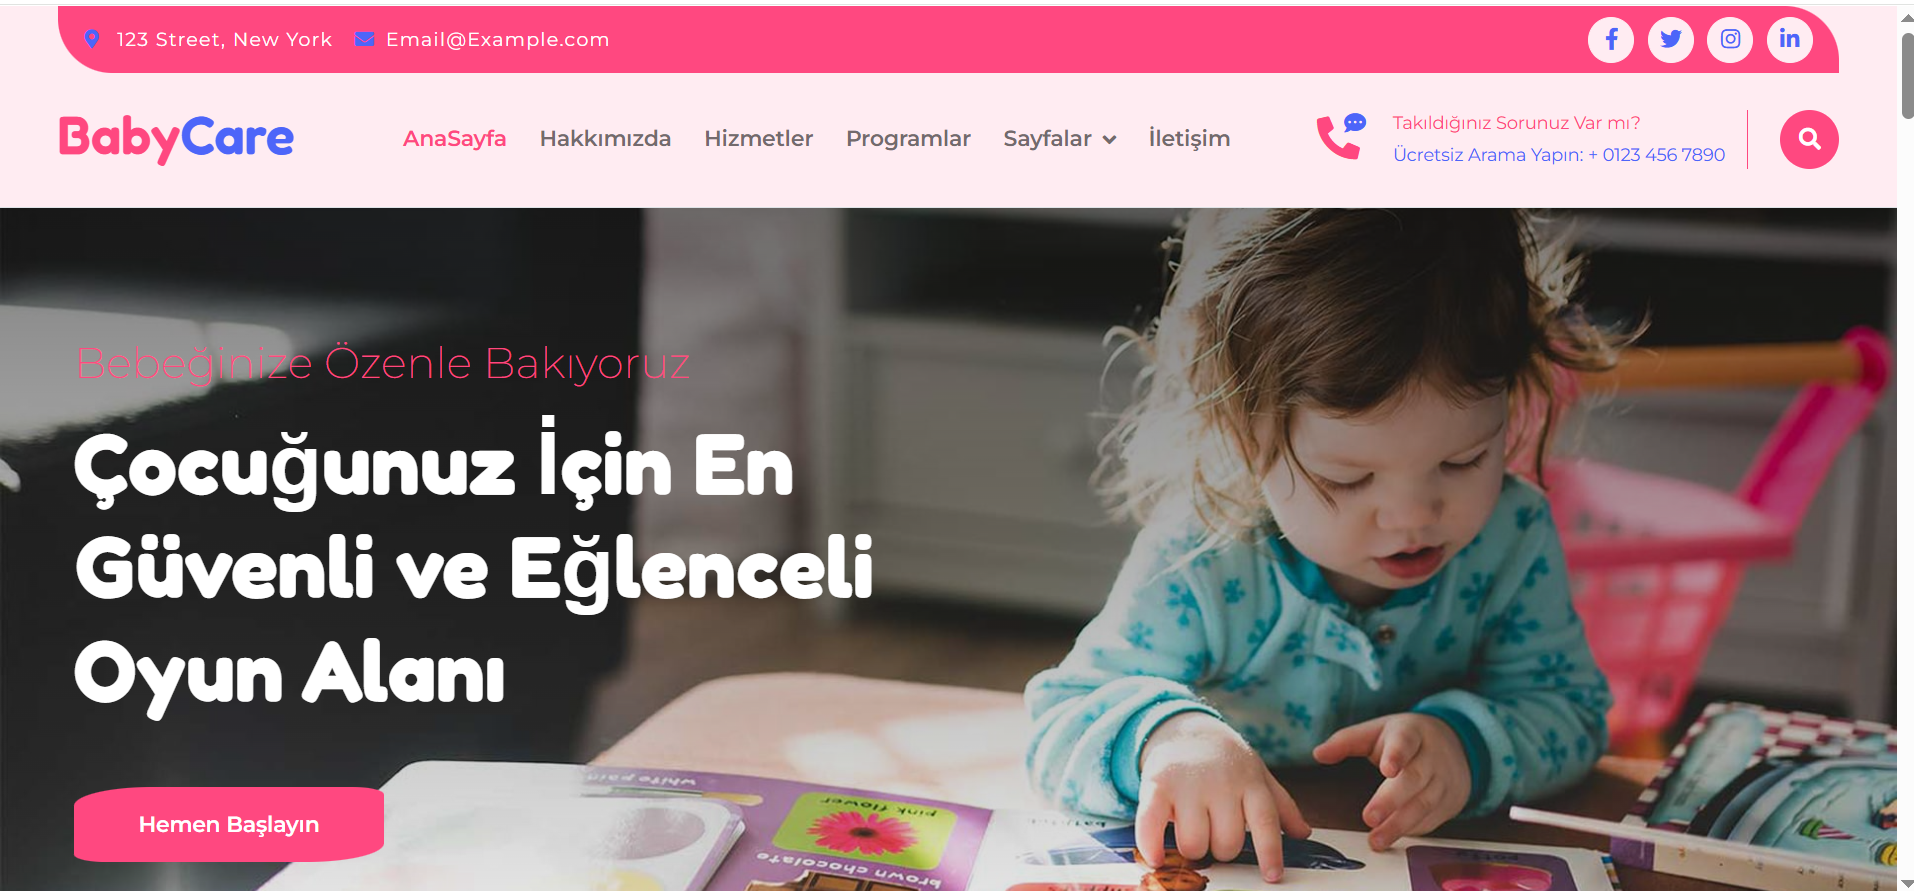 123 Street, New York Email@Example.com
BabyCare
AnaSayfa Hakkımızda Hizmetler Programlar Sayfalar İletişim
Takıldığınız Sorunuz Var mı?
Ücretsiz Arama Yapın: + 0123 456 7890
Bebeğinize Özenle Bakıyoruz
Çocuğunuz İçin En
Güvenli ve Eğlenceli
Oyun Alanı
Hemen Başlayın
white pain
pink flower
brown chocolate